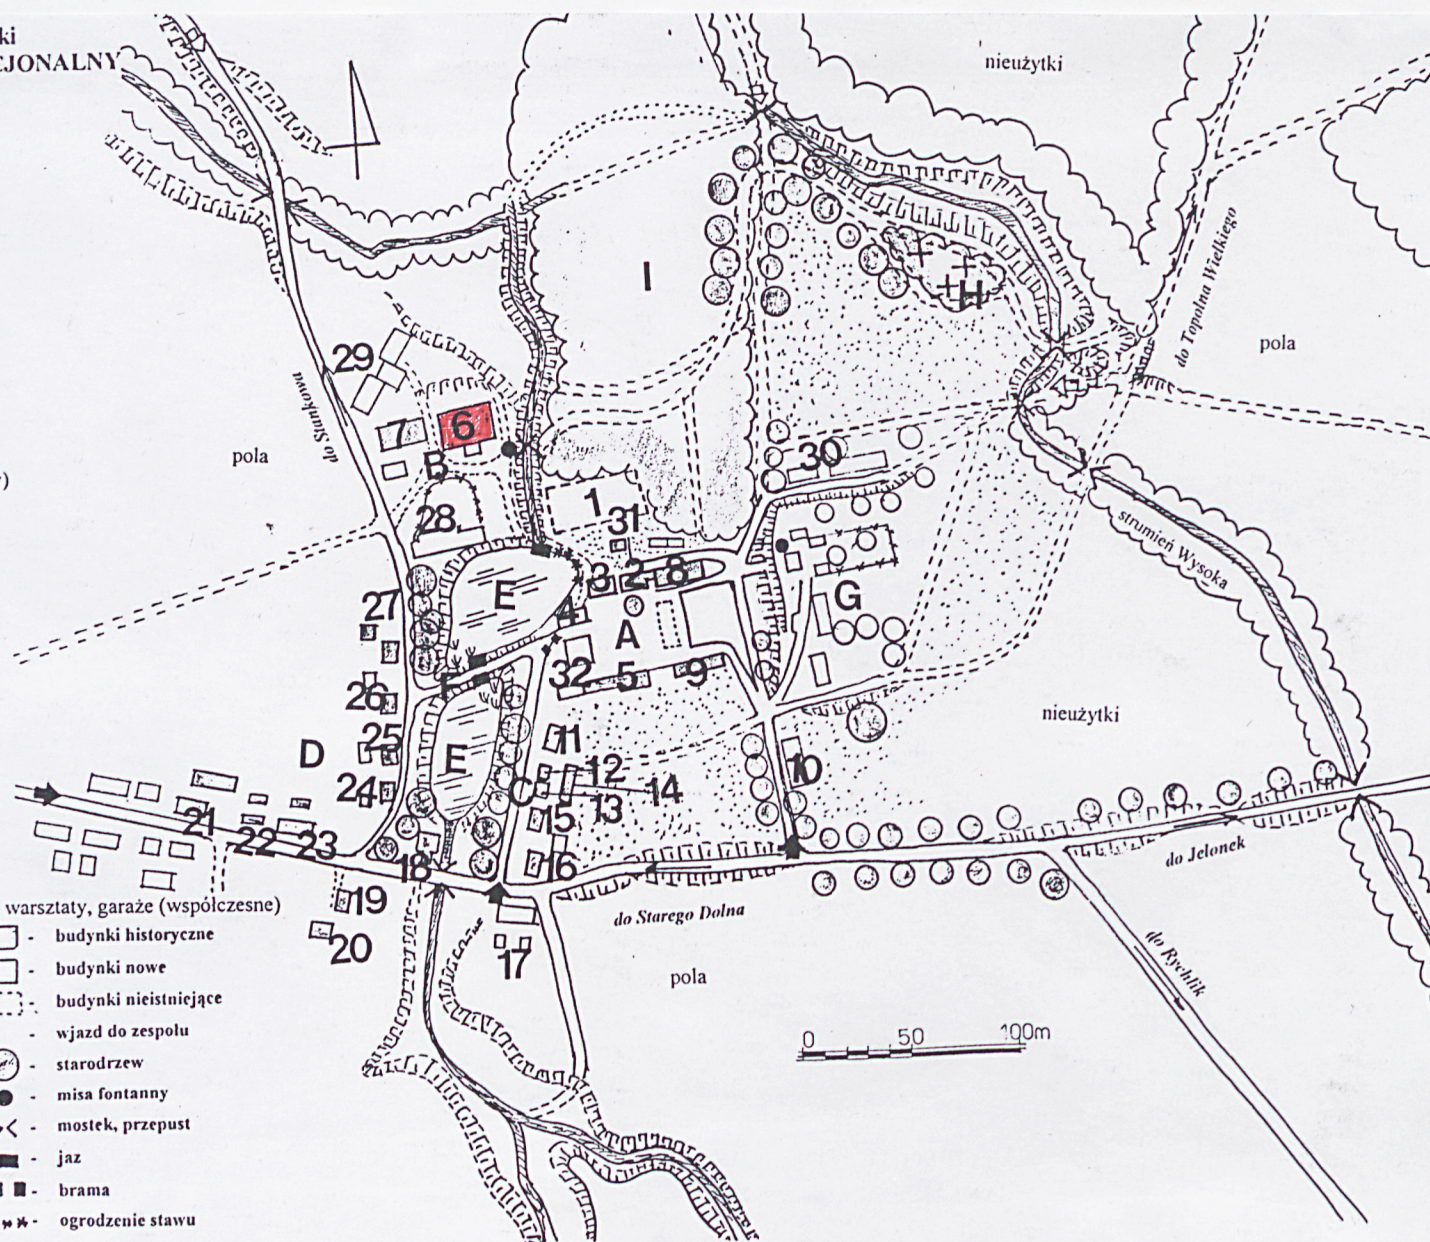 ki
CJONALNY
nieużytki
I
H
do Topolna Wielkiego
pola
29
do Stankowa
7
6
pola
B
30
)
1
28
31
strumień Wysoka
3
2
8
E
27
4
G
A
32
5
9
F
26
nieużytki
25
11
D
E
12
10
24
C
14
13
21
15
22
23
do Jelonek
18
16
19
warsztaty, garaże (współczesne)
do Starego Dolna
20
17
do Rychlik
pola
- budynki historyczne
- budynki nowe
- budynki nieistniejące
- wjazd do zespołu
- starodrzew
- misa fontanny
- mostek, przepust
- jaz
- brama
- ogrodzenie stawu
0 50 100m